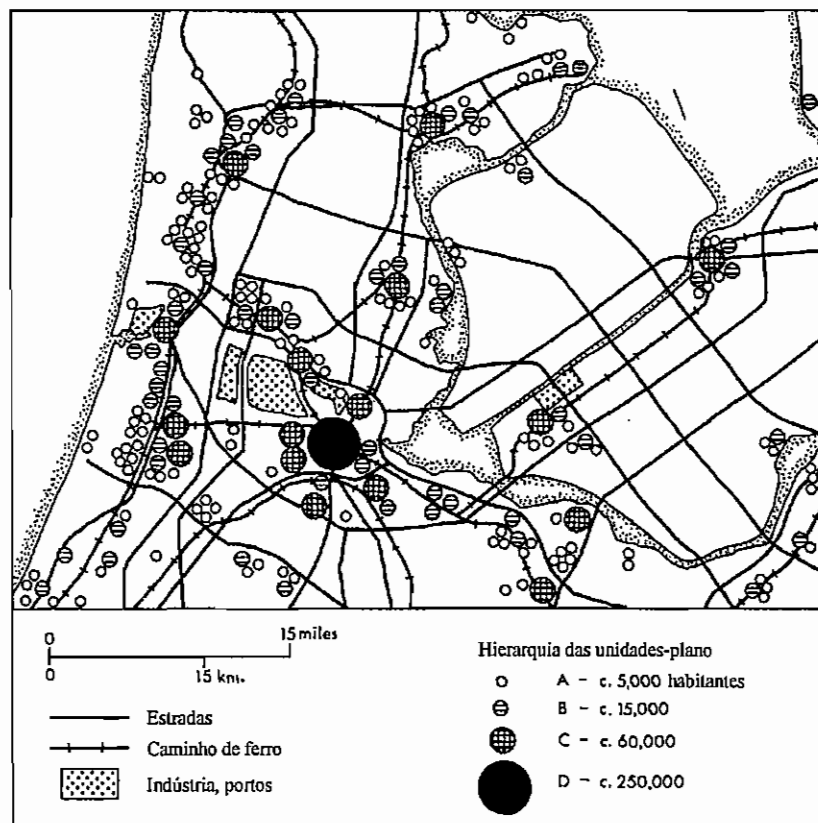 0 15 miles
0 15 km.
Estradas
Caminho de ferro
Indústria, portos
Hierarquia das unidades-plano
A – c. 5,000 habitantes
B – c. 15,000
C – c. 60,000
D – c. 250,000